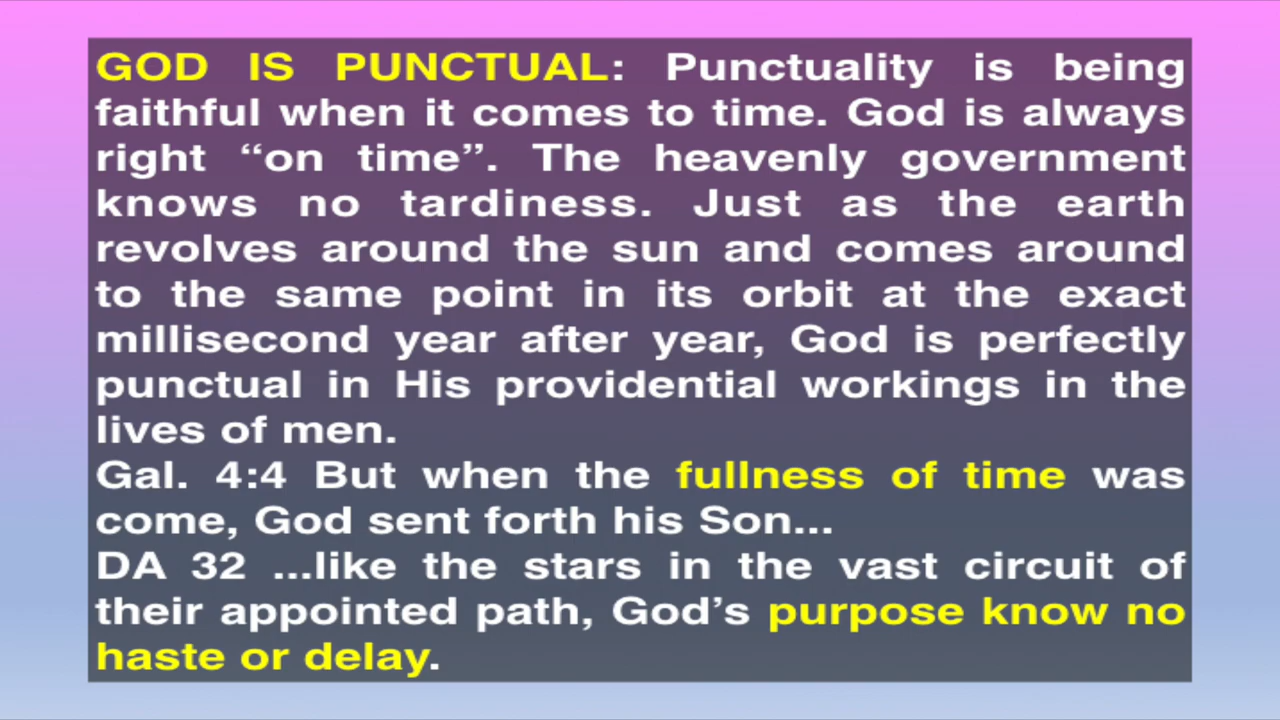 GOD IS PUNCTUAL: Punctuality is being
faithful when it comes to time. God is always
right “on time”. The heavenly government
knows no tardiness. Just as the earth
revolves around the sun and comes around
to the same point in its orbit at the exact
millisecond year after year, God is perfectly
punctual in His providential workings in the
lives of men.
Gal. 4:4 But when the fullness of time was
come, God sent forth his Son...
DA 32 ...like the stars in the vast circuit of
their appointed path, God’s purpose know no
haste or delay.